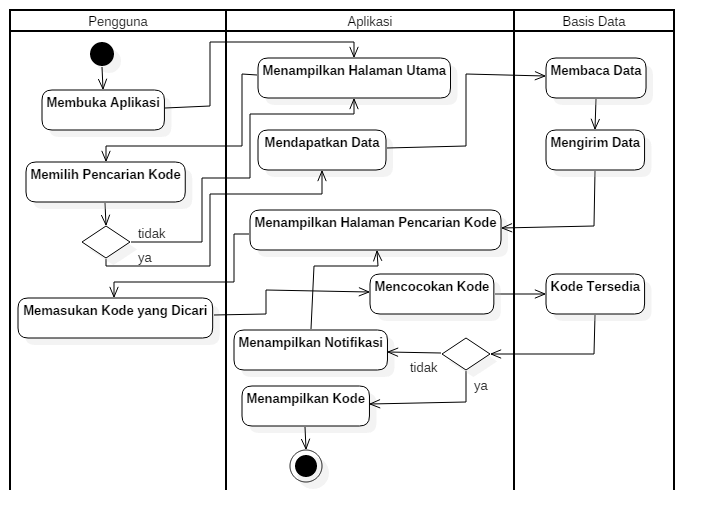 Pengguna
Aplikasi
Basis Data
Membuka Aplikasi
Menampilkan Halaman Utama
Membaca Data
Mendapatkan Data
Mengirim Data
Memilih Pencarian Kode
tidak
ya
Menampilkan Halaman Pencarian Kode
Memasukan Kode yang Dicari
Mencocokan Kode
Kode Tersedia
Menampilkan Notifikasi
tidak
ya
Menampilkan Kode